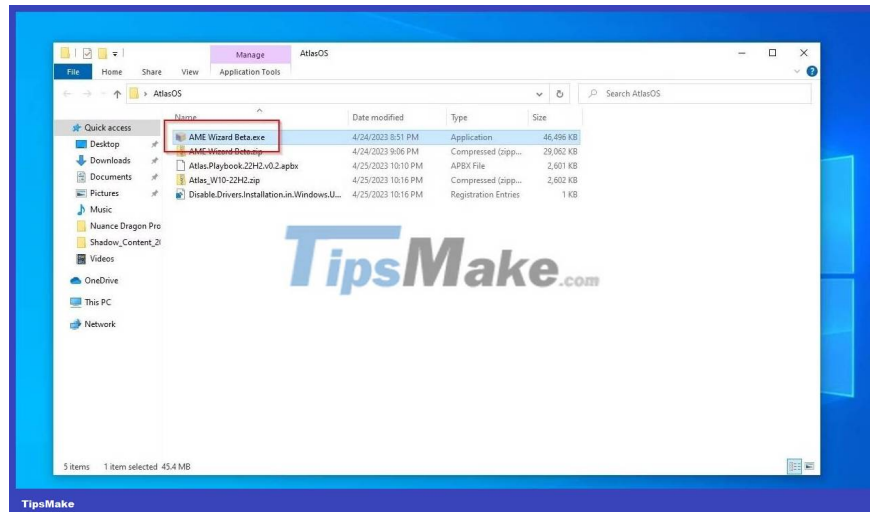 Manage AtlasOS
File Home Share View Application Tools
AtlasOS Search AtlasOS
Name Date modified Type Size
Quick access
AME Wizard Beta.exe 4/24/2023 8:51 PM Application 46,496 KB
Desktop
AME Wizard Beta.zip 4/24/2023 9:06 PM Compressed (zipp... 29,062 KB
Downloads
Atlas.Playbook.22H2.v0.2.apbx 4/25/2023 10:10 PM APBX File 2,601 KB
Documents
Atlas_W10-22H2.zip 4/25/2023 10:16 PM Compressed (zipp... 2,602 KB
Pictures
Disable.Drivers.Installation.in.Windows.U... 4/25/2023 10:16 PM Registration Entries 1 KB
Music
Nuance Dragon Pro
Shadow_Content_20
Videos
OneDrive
This PC
Network
TipsMake.com
5 items 1 item selected 45.4 MB
TipsMake